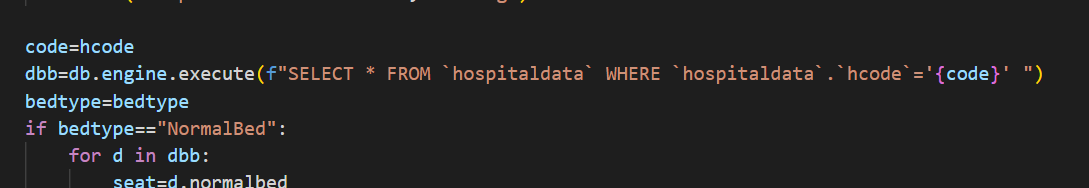 code=hcode
dbb=db.engine.execute(f"SELECT * FROM `hospitaldata` WHERE `hospitaldata`.`hcode`='{code}' ")
bedtype=bedtype
if bedtype=="NormalBed":
    for d in dbb:
        seat=d.normalbed